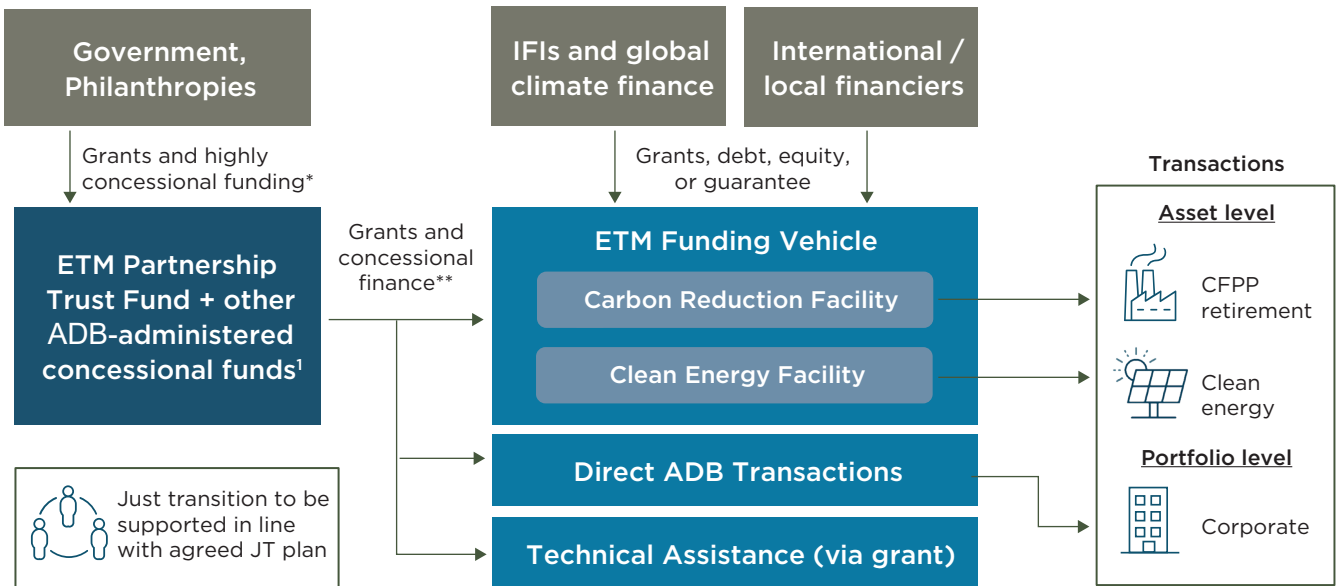 Government,
Philanthropies
IFIs and global
climate finance
International /
local financiers
Grants and highly
concessional funding*
Grants, debt, equity,
or guarantee
Transactions
ETM Partnership
Trust Fund + other
ADB-administered
concessional funds¹
Grants and
concessional
finance**
ETM Funding Vehicle
Carbon Reduction Facility
Clean Energy Facility
Asset level
CFPP
retirement
Clean
energy
Direct ADB Transactions
Portfolio level
Corporate
Just transition to be
supported in line
with agreed JT plan
Technical Assistance (via grant)